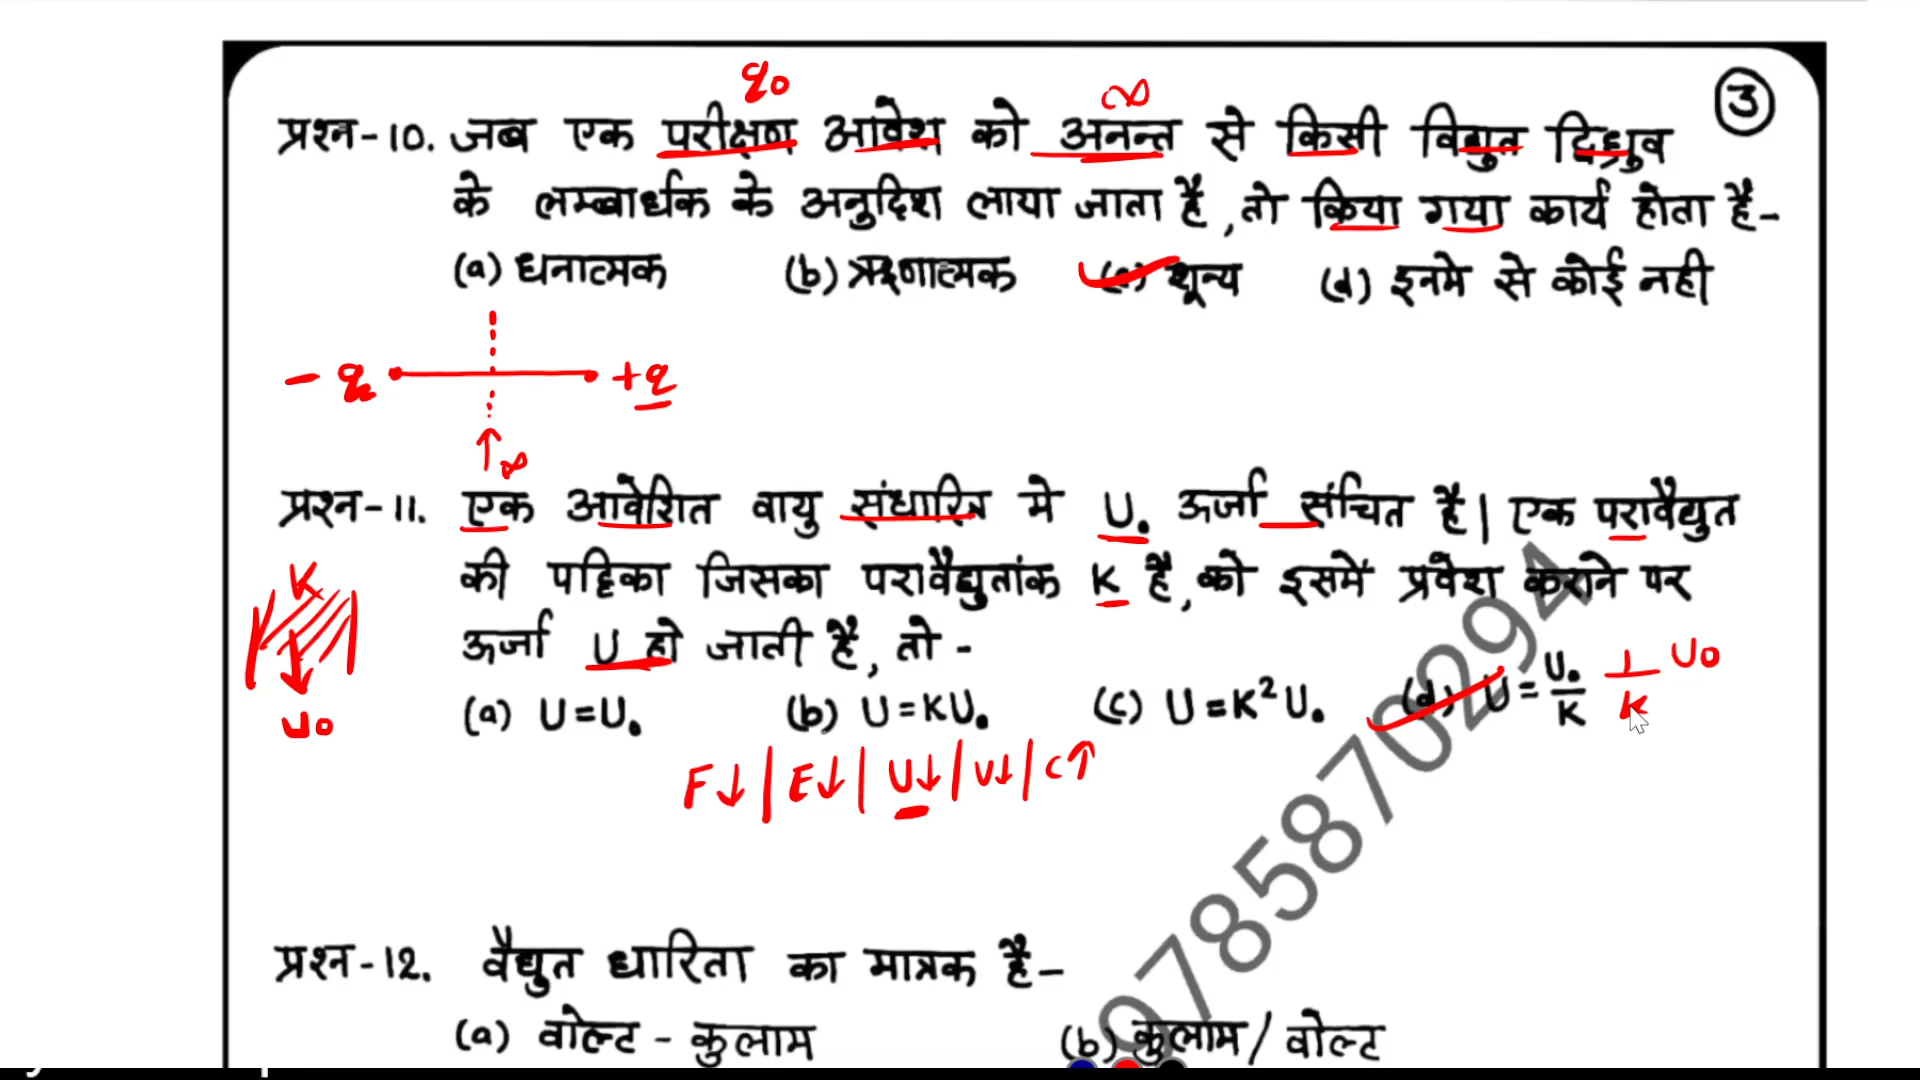 q₀
∞
3
प्रश्न-10. जब एक परीक्षण आवेश को अनन्त से किसी विद्युत द्विध्रुव
के लम्बार्धक के अनुदिश लाया जाता है, तो किया गया कार्य होता है-
(a) धनात्मक (b) ऋणात्मक (c) शून्य (d) इनमे से कोई नही
- q +q
∞
प्रश्न-11. एक आवेशित वायु संधारित्र मे U₀ ऊर्जा संचित है। एक परावैद्युत
की पट्टिका जिसका परावैद्युतांक K है, को इसमें प्रवेश कराने पर
K
ऊर्जा U हो जाती है, तो -
U₀
(a) U=U₀ (b) U=KU₀ (c) U=K²U₀ (d) U=U₀/K 1/K U₀
F↓ | E↓ | U↓ | V↓ | C↑
प्रश्न-12. वैद्युत धारिता का मात्रक है-
(a) वोल्ट - कुलाम (b) कुलाम/ वोल्ट
9785870294